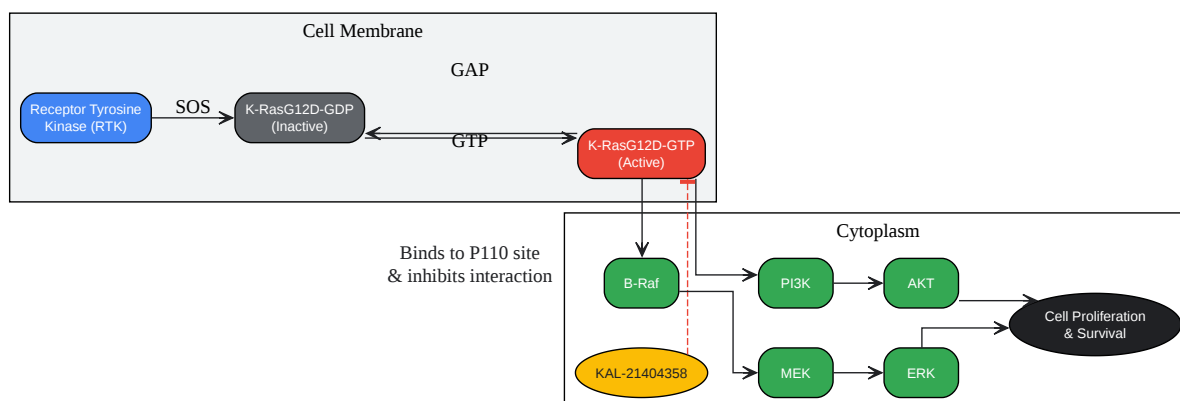 Cell Membrane
GAP
Receptor Tyrosine
Kinase (RTK)
SOS
K-RasG12D-GDP
(Inactive)
GTP
K-RasG12D-GTP
(Active)
Cytoplasm
Binds to P110 site
& inhibits interaction
B-Raf
PI3K
AKT
Cell Proliferation
& Survival
KAL-21404358
MEK
ERK